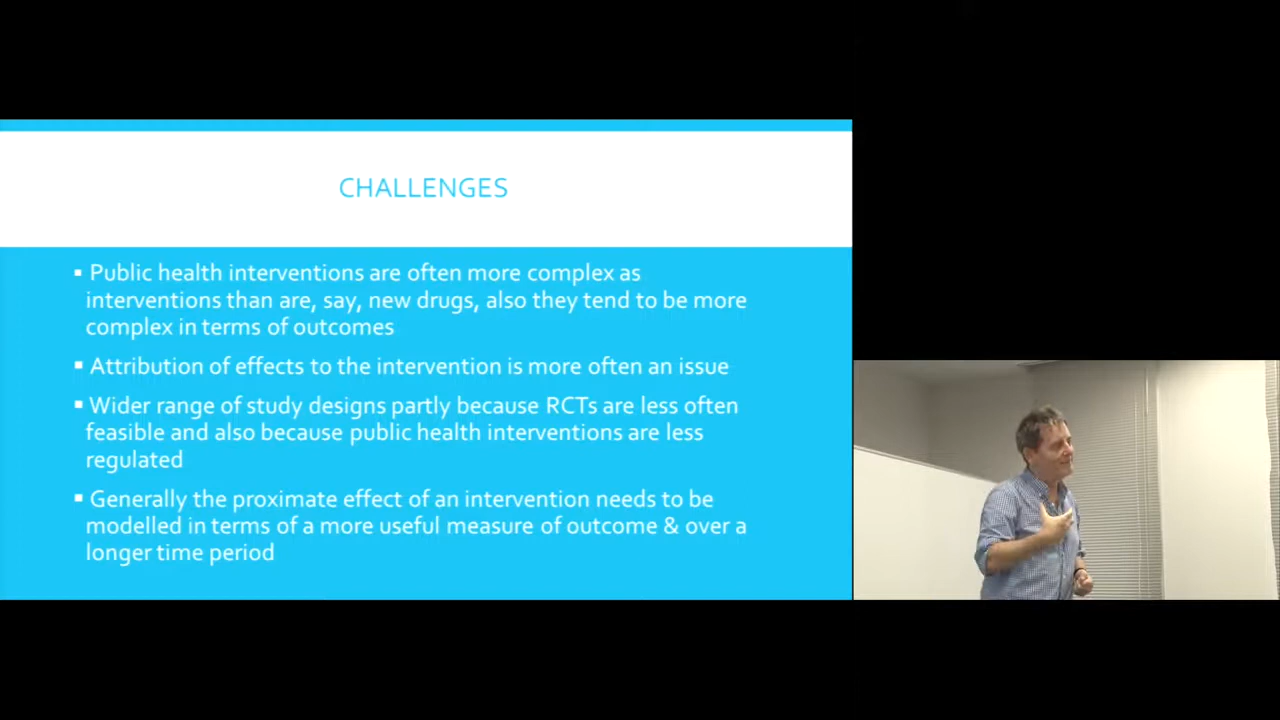 CHALLENGES
▪ Public health interventions are often more complex as
interventions than are, say, new drugs, also they tend to be more
complex in terms of outcomes
▪ Attribution of effects to the intervention is more often an issue
▪ Wider range of study designs partly because RCTs are less often
feasible and also because public health interventions are less
regulated
▪ Generally the proximate effect of an intervention needs to be
modelled in terms of a more useful measure of outcome & over a
longer time period